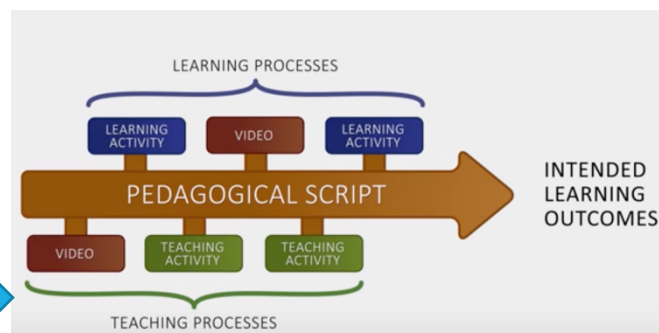 LEARNING PROCESSES
LEARNING
ACTIVITY
VIDEO
LEARNING
ACTIVITY
PEDAGOGICAL SCRIPT
INTENDED
LEARNING
OUTCOMES
VIDEO
TEACHING
ACTIVITY
TEACHING
ACTIVITY
TEACHING PROCESSES